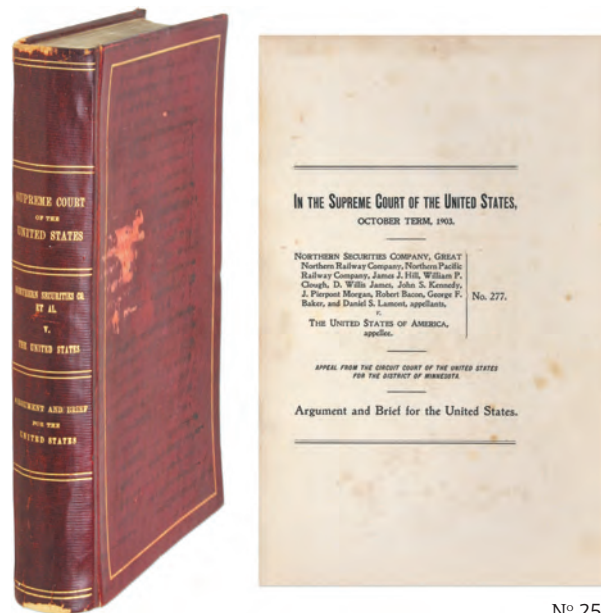 SUPREME COURT
OF THE
UNITED STATES
NORTHERN SECURITIES CO.
ET AL.
V.
THE UNITED STATES
ARGUMENT AND BRIEF
FOR THE
UNITED STATES
IN THE SUPREME COURT OF THE UNITED STATES,
OCTOBER TERM, 1903.
NORTHERN SECURITIES COMPANY, GREAT
Northern Railway Company, Northern Pacific
Railway Company, James J. Hill, William P.
Clough, D. Willis James, John S. Kennedy,
J. Pierpont Morgan, Robert Bacon, George F.
Baker, and Daniel S. Lamont, appellants,
v.
THE UNITED STATES OF AMERICA,
appellee.
No. 277.
APPEAL FROM THE CIRCUIT COURT OF THE UNITED STATES
FOR THE DISTRICT OF MINNESOTA.
Argument and Brief for the United States.
Nº 25